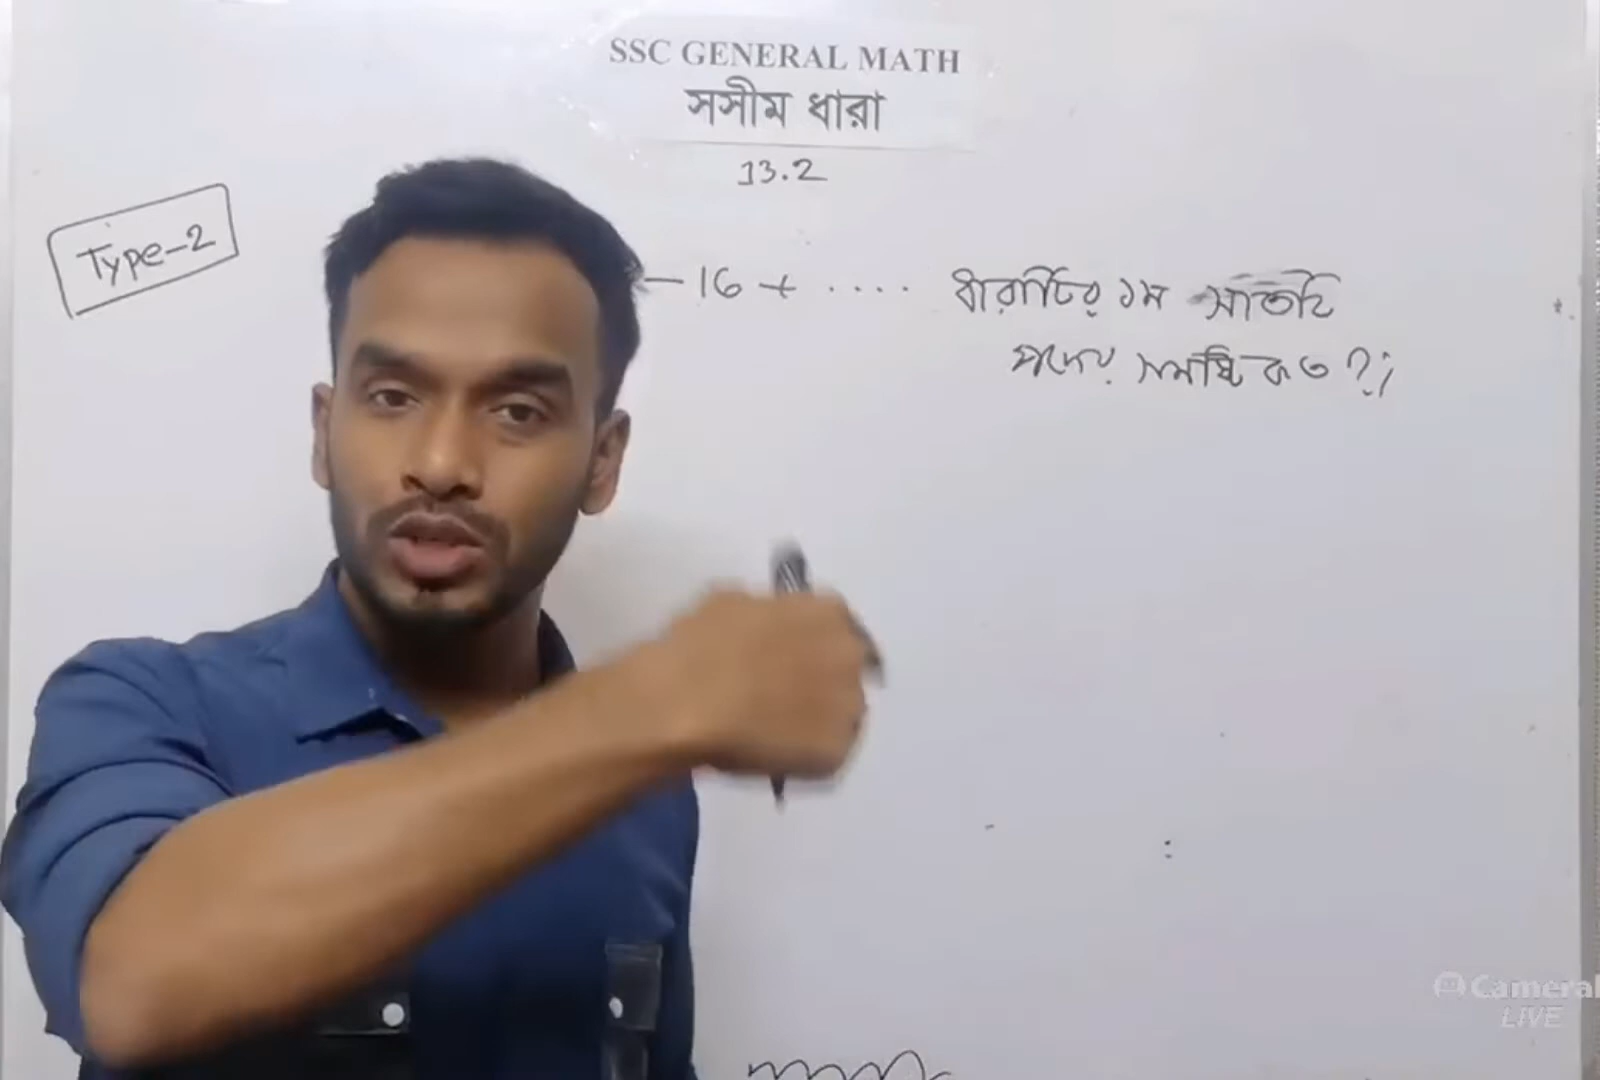 SSC GENERAL MATH
সসীম ধারা
13.2
Type-2
- 16 + .... ধারাটির ১ম সাতটি
পদের সমষ্টি কত ?;
Camera
LIVE